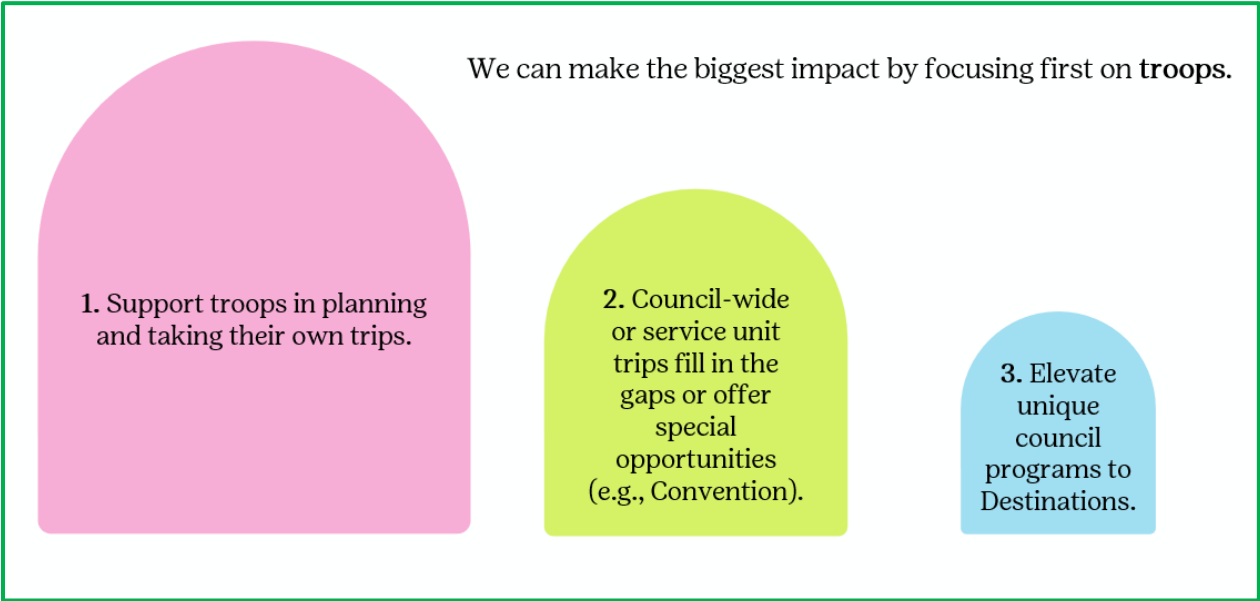 We can make the biggest impact by focusing first on troops.
1. Support troops in planning
and taking their own trips.
2. Council-wide
or service unit
trips fill in the
gaps or offer
special
opportunities
(e.g., Convention).
3. Elevate
unique
council
programs to
Destinations.